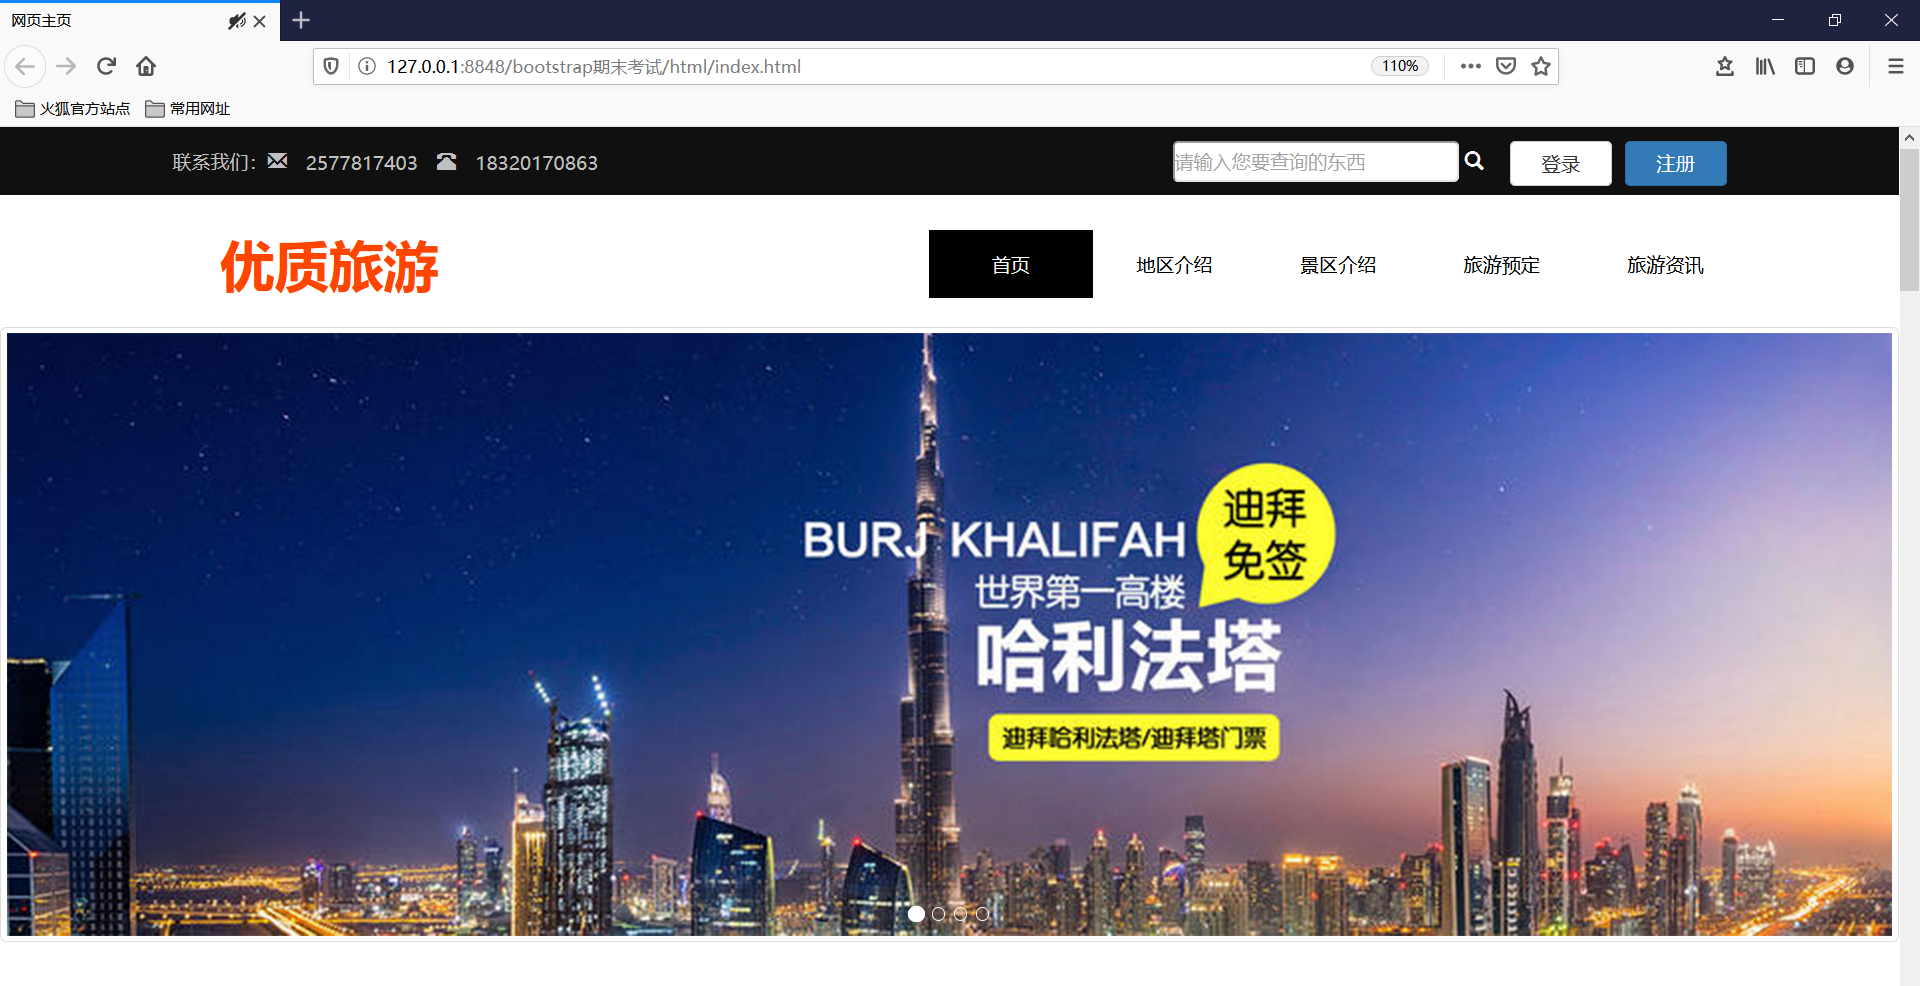 网页主页
127.0.0.1:8848/bootstrap期末考试/html/index.html
110%
火狐官方站点 常用网址
联系我们: 2577817403 18320170863
请输入您要查询的东西
登录 注册
优质旅游
首页 地区介绍 景区介绍 旅游预定 旅游资讯
迪拜
免签
BURJ KHALIFAH
世界第一高楼
哈利法塔
迪拜哈利法塔/迪拜塔门票